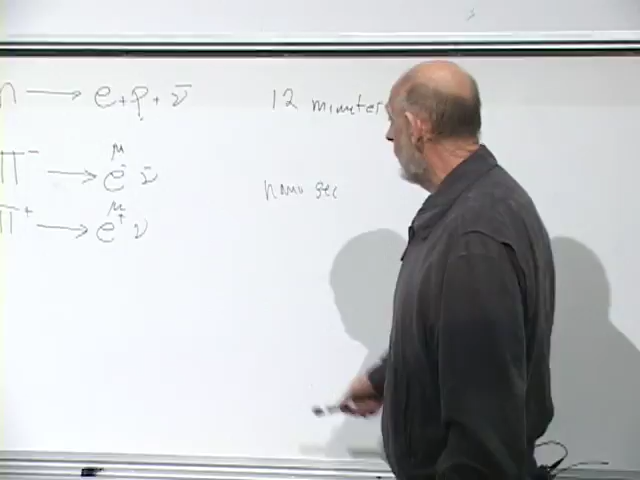 n → e + p + ν̄ 12 minutes
μ
π⁻ → e⁻ ν̄ nano sec
μ
π⁺ → e⁺ ν